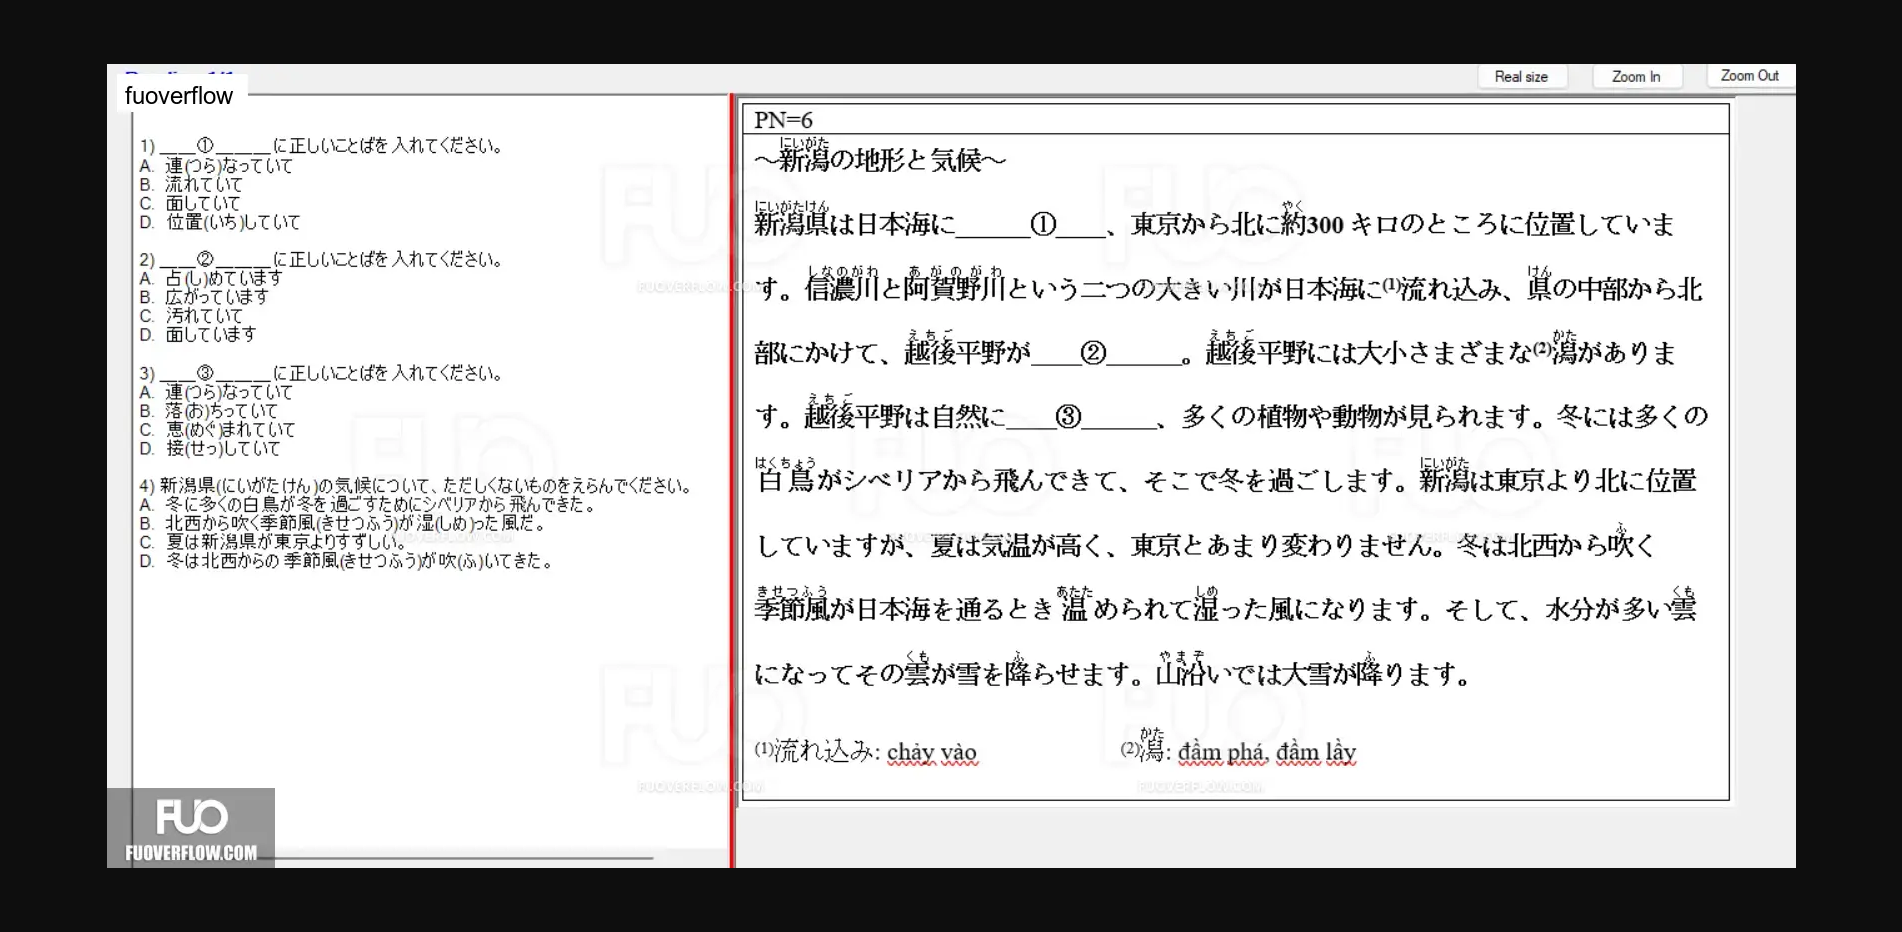 Real size Zoom In Zoom Out
fuoverflow
1) ____①______に正しいことばを入れてください。
A. 連(つら)なっていて
B. 流れていて
C. 面していて
D. 位置(いち)していて
2) ____②______に正しいことばを入れてください。
A. 占(し)めています
B. 広がっています
C. 汚れていて
D. 面しています
3) ____③______に正しいことばを入れてください。
A. 連(つら)なっていて
B. 落(お)ちっていて
C. 恵(めぐ)まれていて
D. 接(せっ)していて
4) 新潟県(にいがたけん)の気候について、ただしくないものをえらんでください。
A. 冬に多くの白鳥が冬を過ごすためにシベリアから飛んできた。
B. 北西から吹く季節風(きせつふう)が湿(しめ)った風だ。
C. 夏は新潟県が東京よりすずしい。
D. 冬は北西からの季節風(きせつふう)が吹(ふ)いてきた。
PN=6
にいがた
～新潟の地形と気候～
にいがたけん やく
新潟県は日本海に______①____、東京から北に約300 キロのところに位置していま
しなのがわ あがのがわ けん
す。信濃川と阿賀野川という二つの大きい川が日本海に(1)流れ込み、県の中部から北
えちご えちご かた
部にかけて、越後平野が____②______。越後平野には大小さまざまな(2)潟がありま
えちご
す。越後平野は自然に____③______、多くの植物や動物が見られます。冬には多くの
はくちょう にいがた
白鳥がシベリアから飛んできて、そこで冬を過ごします。新潟は東京より北に位置
ふ
していますが、夏は気温が高く、東京とあまり変わりません。冬は北西から吹く
きせつふう あたた しめ くも
季節風が日本海を通るとき温められて湿った風になります。そして、水分が多い雲
くも ふ やまぞ ふ
になってその雲が雪を降らせます。山沿いでは大雪が降ります。
かた
(1)流れ込み: chảy vào (2)潟: đầm phá, đầm lầy
FUO
FUOVERFLOW.COM